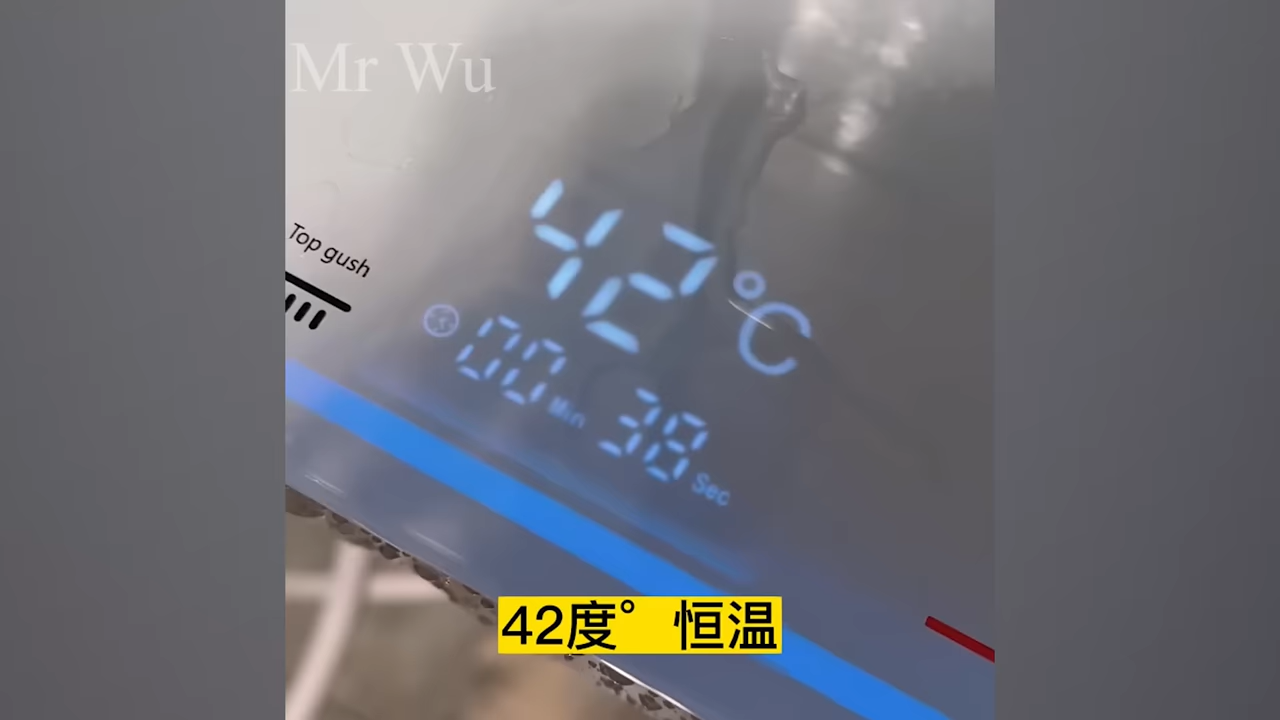 Mr Wu
Top gush
42°C
00 Min 38 Sec
42度° 恒温